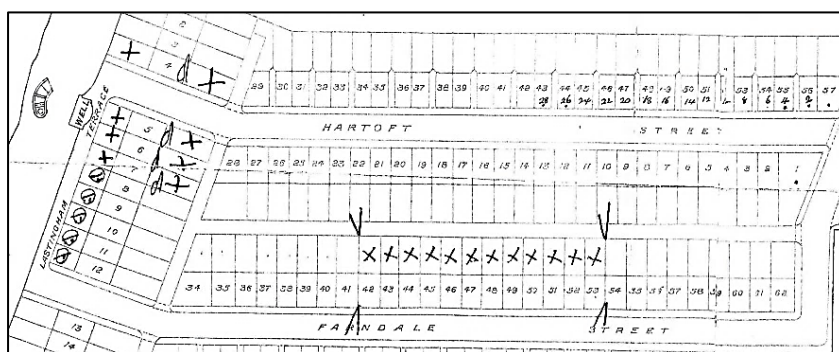 2
3
4 d
29 30 31 32 33 34 35 36 37 38 39 40 41 42 43 44 45 46 47 48 49 50 51 53 54 55 56 57
28 26 24 22 20 18 16 14 12 8 6 4 2
WELL
TERRACE
HARTOFT STREET
5 d
6 d
7 d
8
9
10
11
12
LASTINGHAM
28 27 26 25 24 23 22 21 20 19 18 17 16 15 14 13 12 11 10 9 8 7 6 5 4 3 2 1
34 35 36 37 38 39 40 41 42 43 44 45 46 47 48 49 50 51 52 53 54 55 56 57 58 59 60 61 62
FARNDALE STREET
13
14